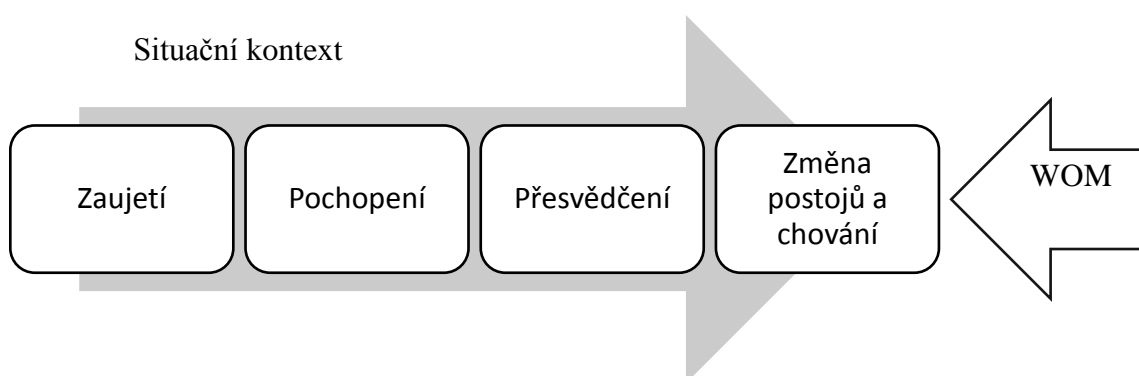 Situační kontext
Zaujetí
Pochopení
Přesvědčení
Změna
postojů a
chování
WOM